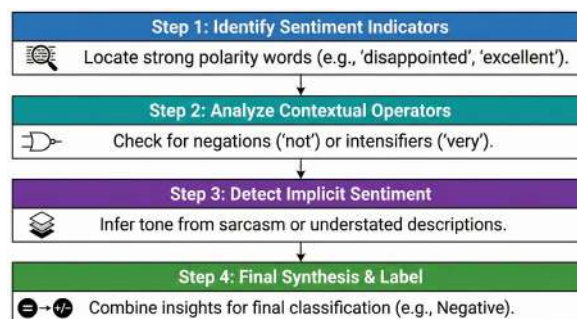 Step 1: Identify Sentiment Indicators
Locate strong polarity words (e.g., ‘disappointed’, ‘excellent’).
Step 2: Analyze Contextual Operators
Check for negations (‘not’) or intensifiers (‘very’).
Step 3: Detect Implicit Sentiment
Infer tone from sarcasm or understated descriptions.
Step 4: Final Synthesis & Label
Combine insights for final classification (e.g., Negative).